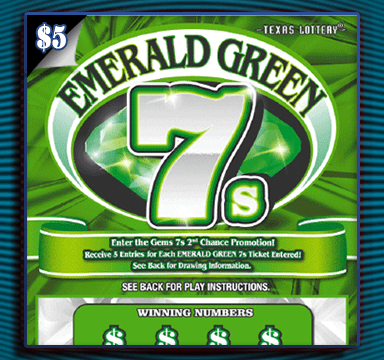 $5
TEXAS LOTTERY®
EMERALD GREEN
7s
Enter the Gems 7s 2nd Chance Promotion!
Receive 5 Entries for Each EMERALD GREEN 7s Ticket Entered!
See Back for Drawing Information.
SEE BACK FOR PLAY INSTRUCTIONS.
WINNING NUMBERS
$ $ $ $